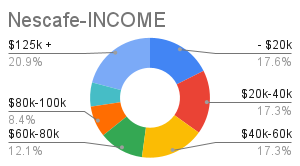 Nescafe-INCOME
$125k +
20.9%
- $20k
17.6%
$20k-40k
17.3%
$80k-100k
8.4%
$60k-80k
12.1%
$40k-60k
17.3%